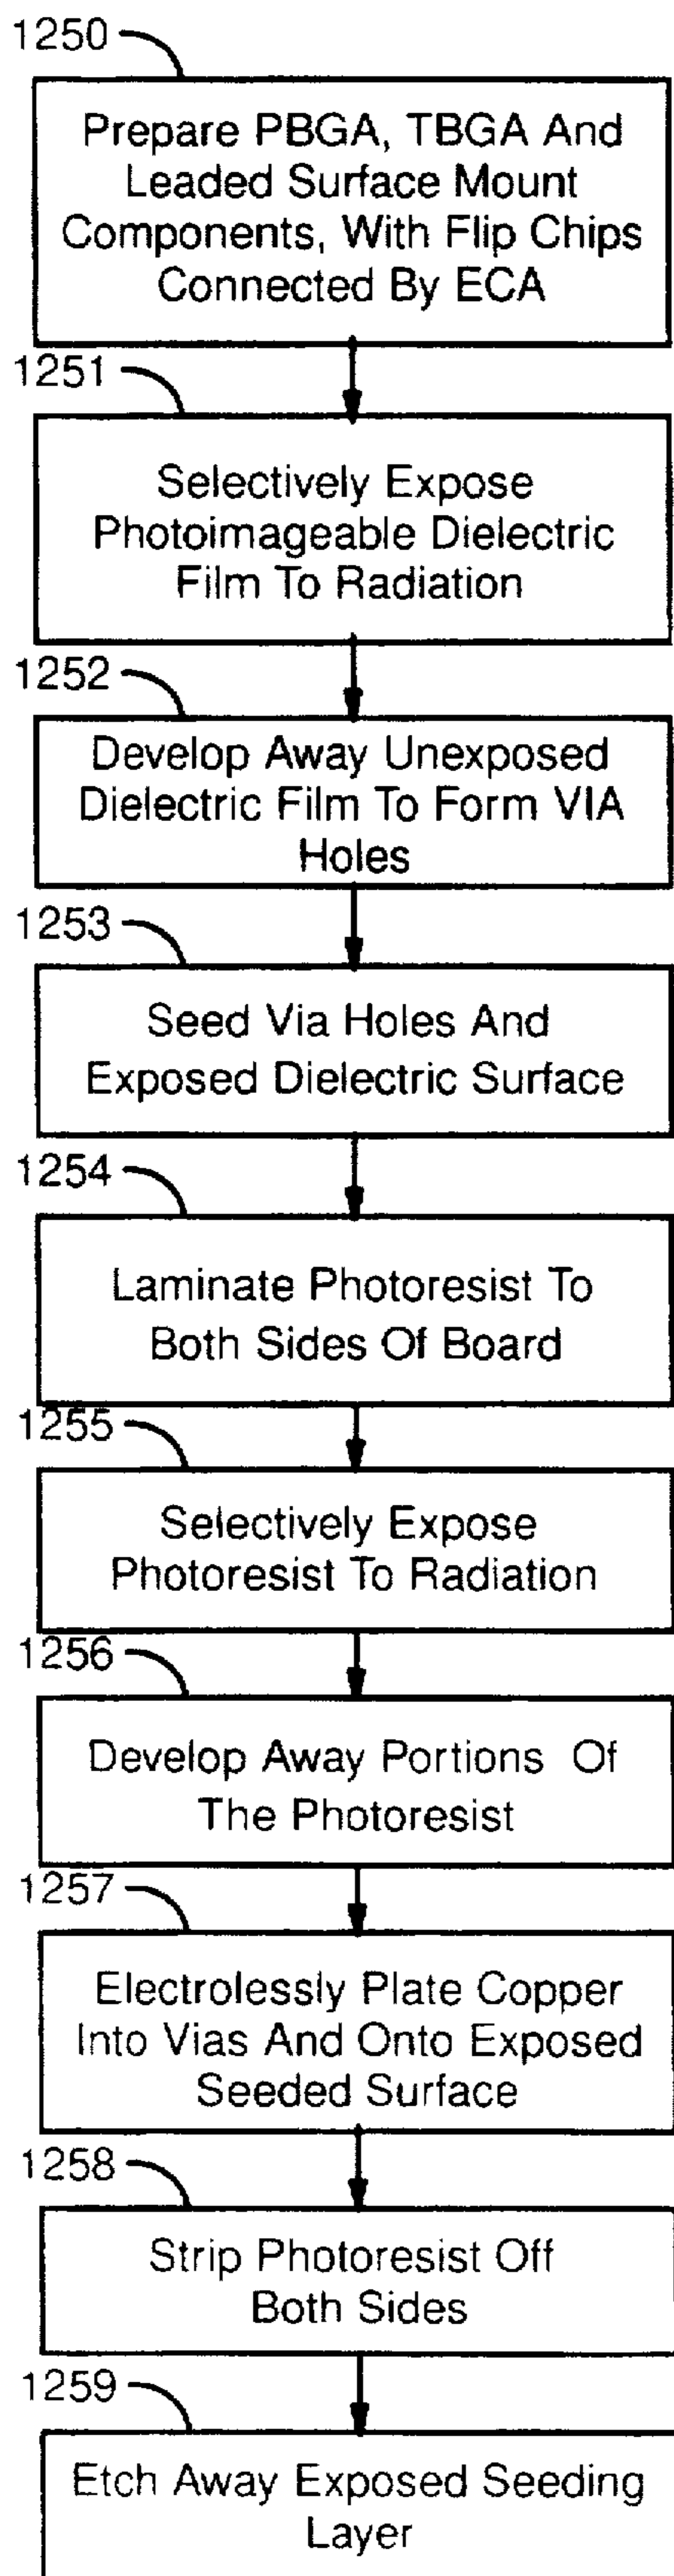 1250
Prepare PBGA, TBGA And
Leaded Surface Mount
Components, With Flip Chips
Connected By ECA
1251
Selectively Expose
Photoimageable Dielectric
Film To Radiation
1252
Develop Away Unexposed
Dielectric Film To Form VIA
Holes
1253
Seed Via Holes And
Exposed Dielectric Surface
1254
Laminate Photoresist To
Both Sides Of Board
1255
Selectively Expose
Photoresist To Radiation
1256
Develop Away Portions Of
The Photoresist
1257
Electrolessly Plate Copper
Into Vias And Onto Exposed
Seeded Surface
1258
Strip Photoresist Off
Both Sides
1259
Etch Away Exposed Seeding
Layer